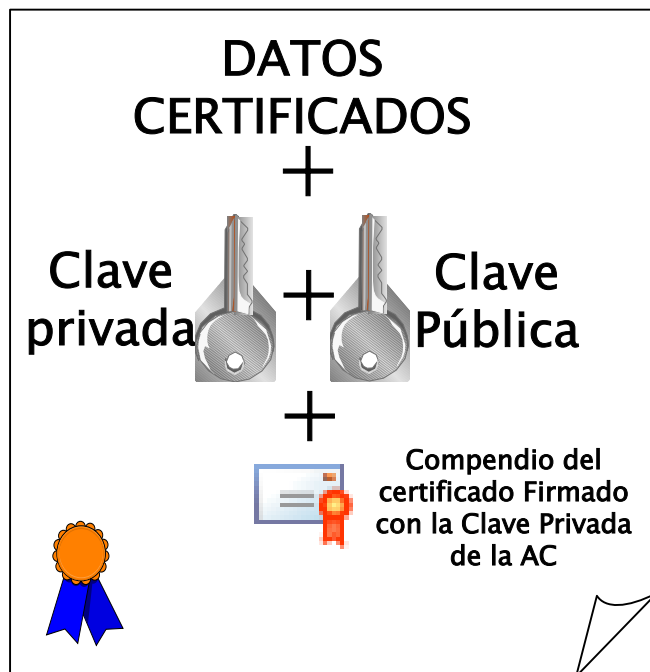 DATOS
CERTIFICADOS
+
Clave
privada
+
Clave
Pública
+
Compendio del
certificado Firmado
con la Clave Privada
de la AC